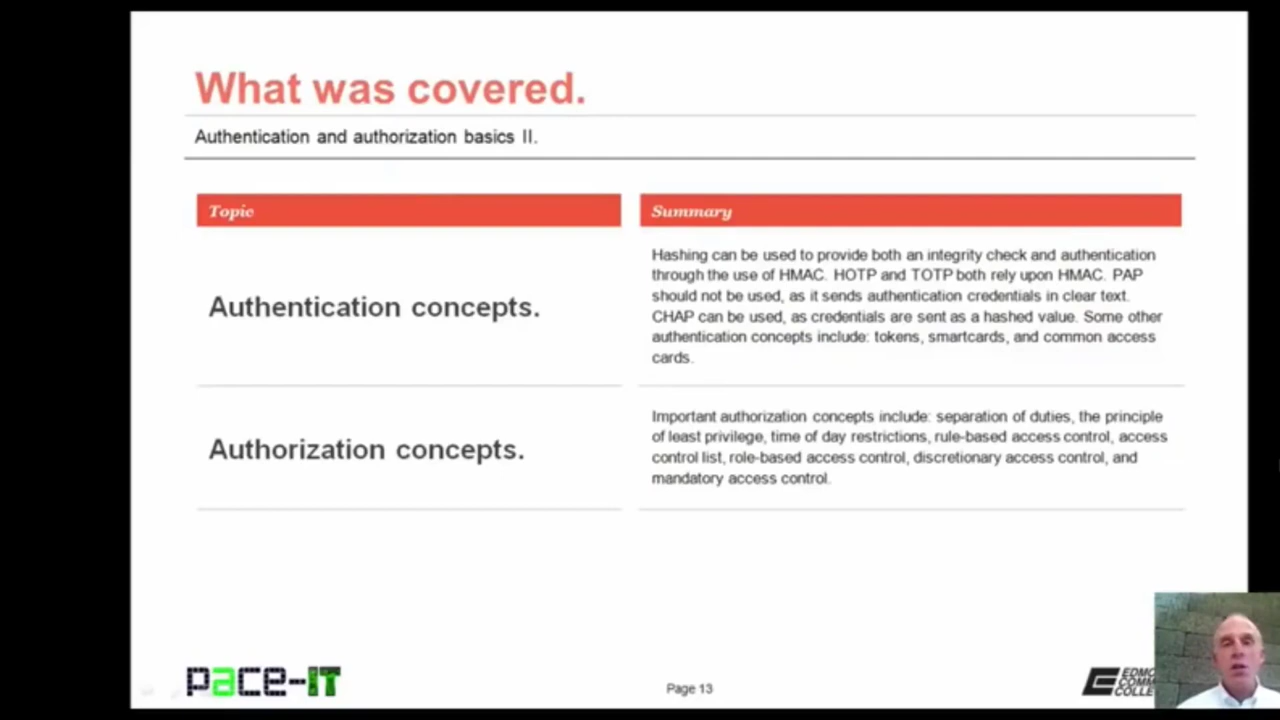 What was covered.
Authentication and authorization basics II.
Topic
Summary
Authentication concepts.
Hashing can be used to provide both an integrity check and authentication
through the use of HMAC. HOTP and TOTP both rely upon HMAC. PAP
should not be used, as it sends authentication credentials in clear text.
CHAP can be used, as credentials are sent as a hashed value. Some other
authentication concepts include: tokens, smartcards, and common access
cards.
Authorization concepts.
Important authorization concepts include: separation of duties, the principle
of least privilege, time of day restrictions, rule-based access control, access
control list, role-based access control, discretionary access control, and
mandatory access control.
pace-IT
Page 13
EDMO
COMM
COLLE